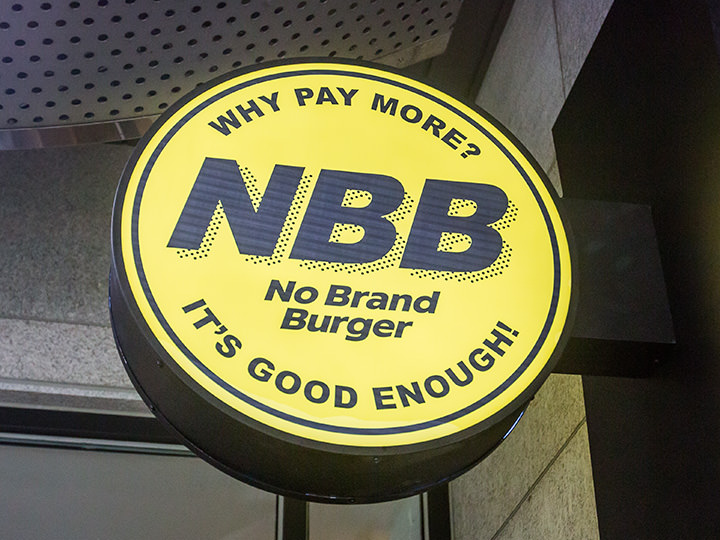 WHY PAY MORE?
NBB
No Brand
Burger
IT'S GOOD ENOUGH!